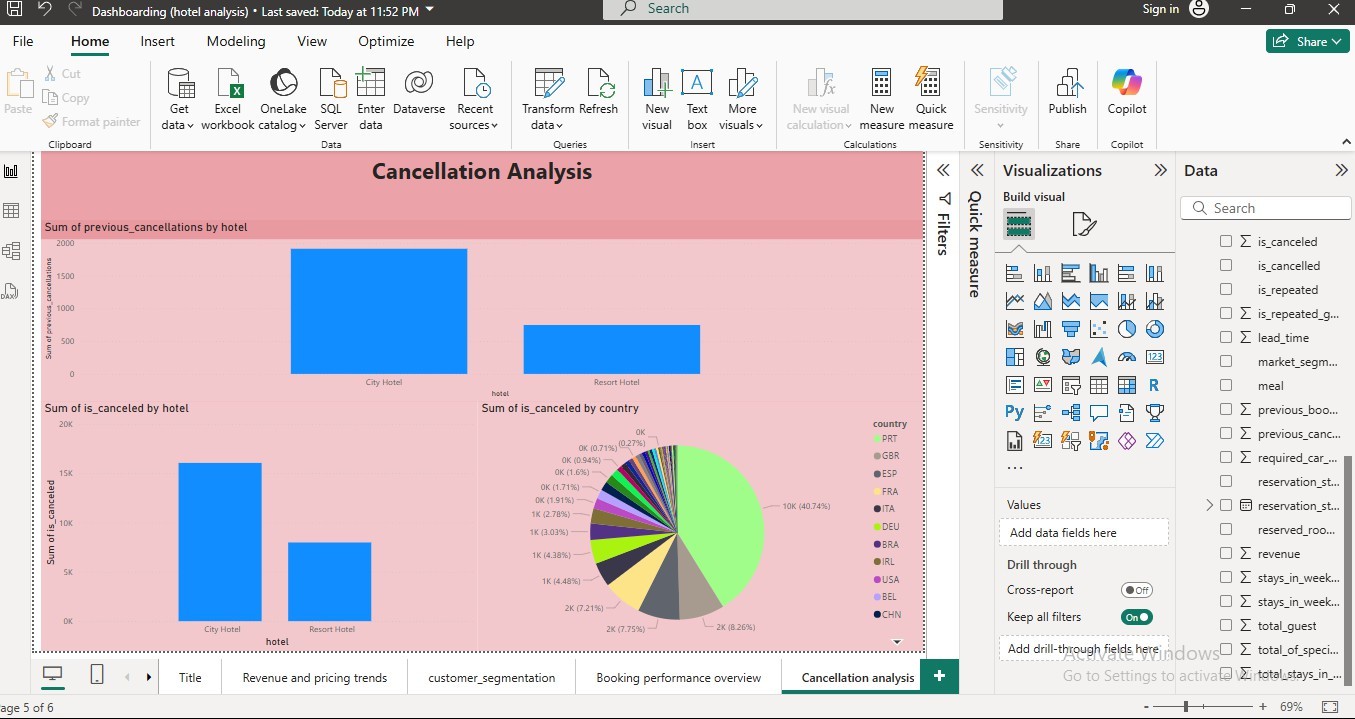 Dashboarding (hotel analysis) • Last saved: Today at 11:52 PM
Search
Sign in
File Home Insert Modeling View Optimize Help
Share
Paste
Cut
Copy
Format painter
Clipboard
Get data
Excel workbook
OneLake catalog
SQL Server
Enter data
Dataverse
Recent sources
Data
Transform data
Refresh
Queries
New visual
Text box
More visuals
Insert
New visual calculation
New measure
Quick measure
Calculations
Sensitivity
Sensitivity
Publish
Share
Copilot
Copilot
Cancellation Analysis
Sum of previous_cancellations by hotel
Sum of previous_cancellations
2000
1500
1000
500
0
City Hotel
Resort Hotel
hotel
Sum of is_canceled by hotel
Sum of is_canceled
20K
15K
10K
5K
0K
City Hotel
Resort Hotel
hotel
Sum of is_canceled by country
10K (40.74%)
2K (8.26%)
2K (7.75%)
2K (7.21%)
1K (4.48%)
1K (4.38%)
1K (3.03%)
1K (2.78%)
0K (1.91%)
0K (1.71%)
0K (1.6%)
0K (0.94%)
0K (0.71%)
(0.27%)
0K
country
PRT
GBR
ESP
FRA
ITA
DEU
BRA
IRL
USA
BEL
CHN
Filters
Quick measure
Visualizations
Build visual
123
R
Py
123
...
Values
Add data fields here
Drill through
Cross-report
Off
Keep all filters
On
Add drill-through fields here
Data
Search
is_canceled
is_cancelled
is_repeated
is_repeated_g...
lead_time
market_segm...
meal
previous_boo...
previous_canc...
required_car_...
reservation_st...
reservation_st...
reserved_roo...
revenue
stays_in_week...
stays_in_week...
total_guest
total_of_speci...
total_stays_in_...
Activate Windows
Go to Settings to activate Windows.
DAX
Title
Revenue and pricing trends
customer_segmentation
Booking performance overview
Cancellation analysis
+
age 5 of 6
- + 69%